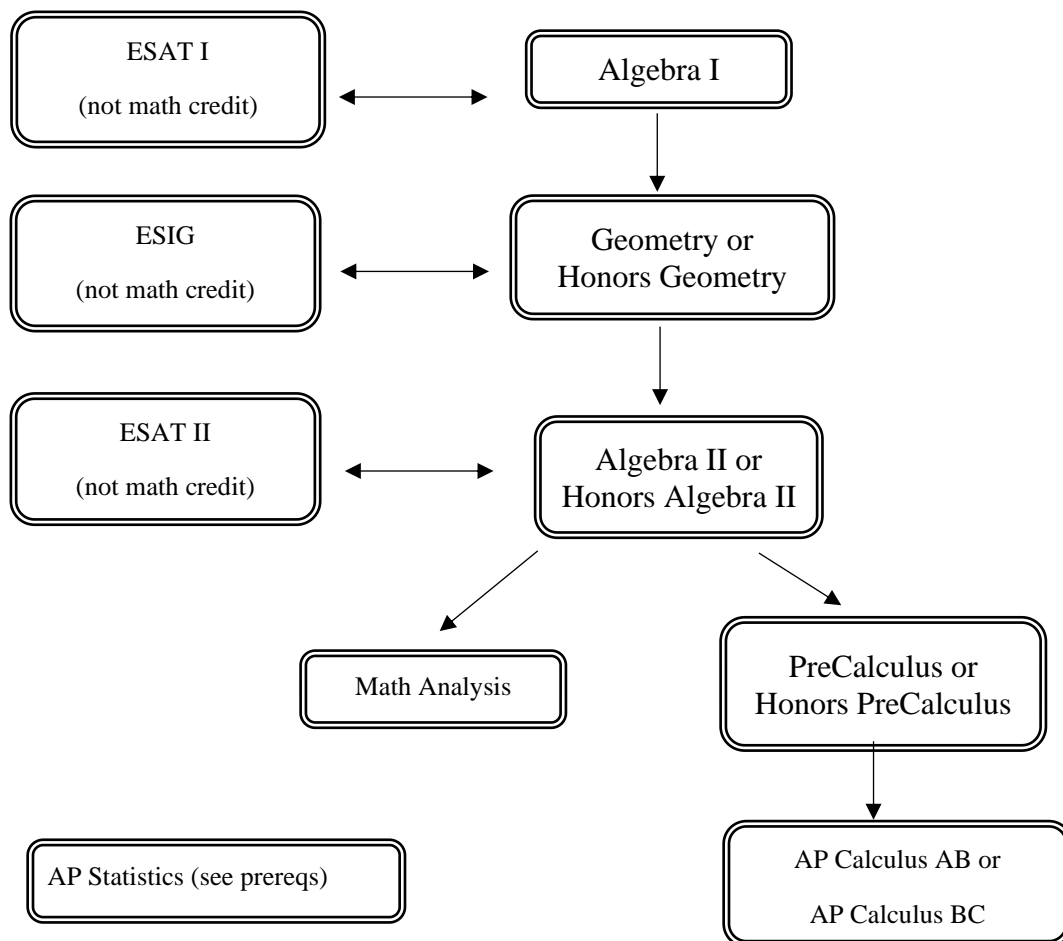 ESAT I
(not math credit)
Algebra I
ESIG
(not math credit)
Geometry or
Honors Geometry
ESAT II
(not math credit)
Algebra II or
Honors Algebra II
Math Analysis
PreCalculus or
Honors PreCalculus
AP Statistics (see prereqs)
AP Calculus AB or
AP Calculus BC